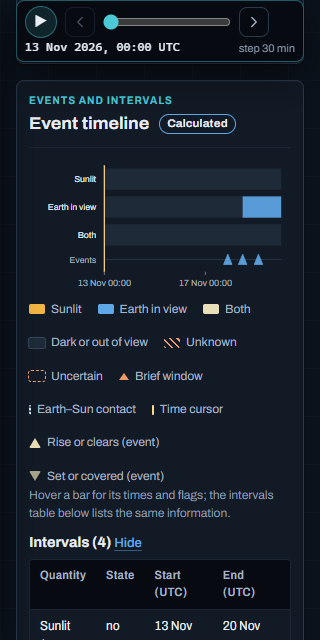 13 Nov 2026, 00:00 UTC
step 30 min
EVENTS AND INTERVALS
Event timeline Calculated
Sunlit
Earth in view
Both
Events
13 Nov 00:00 17 Nov 00:00
Sunlit Earth in view Both
Dark or out of view Unknown
Uncertain Brief window
Earth–Sun contact Time cursor
Rise or clears (event)
Set or covered (event)
Hover a bar for its times and flags; the intervals
table below lists the same information.
Intervals (4) Hide
Quantity State Start (UTC) End (UTC)
Sunlit no 13 Nov 20 Nov